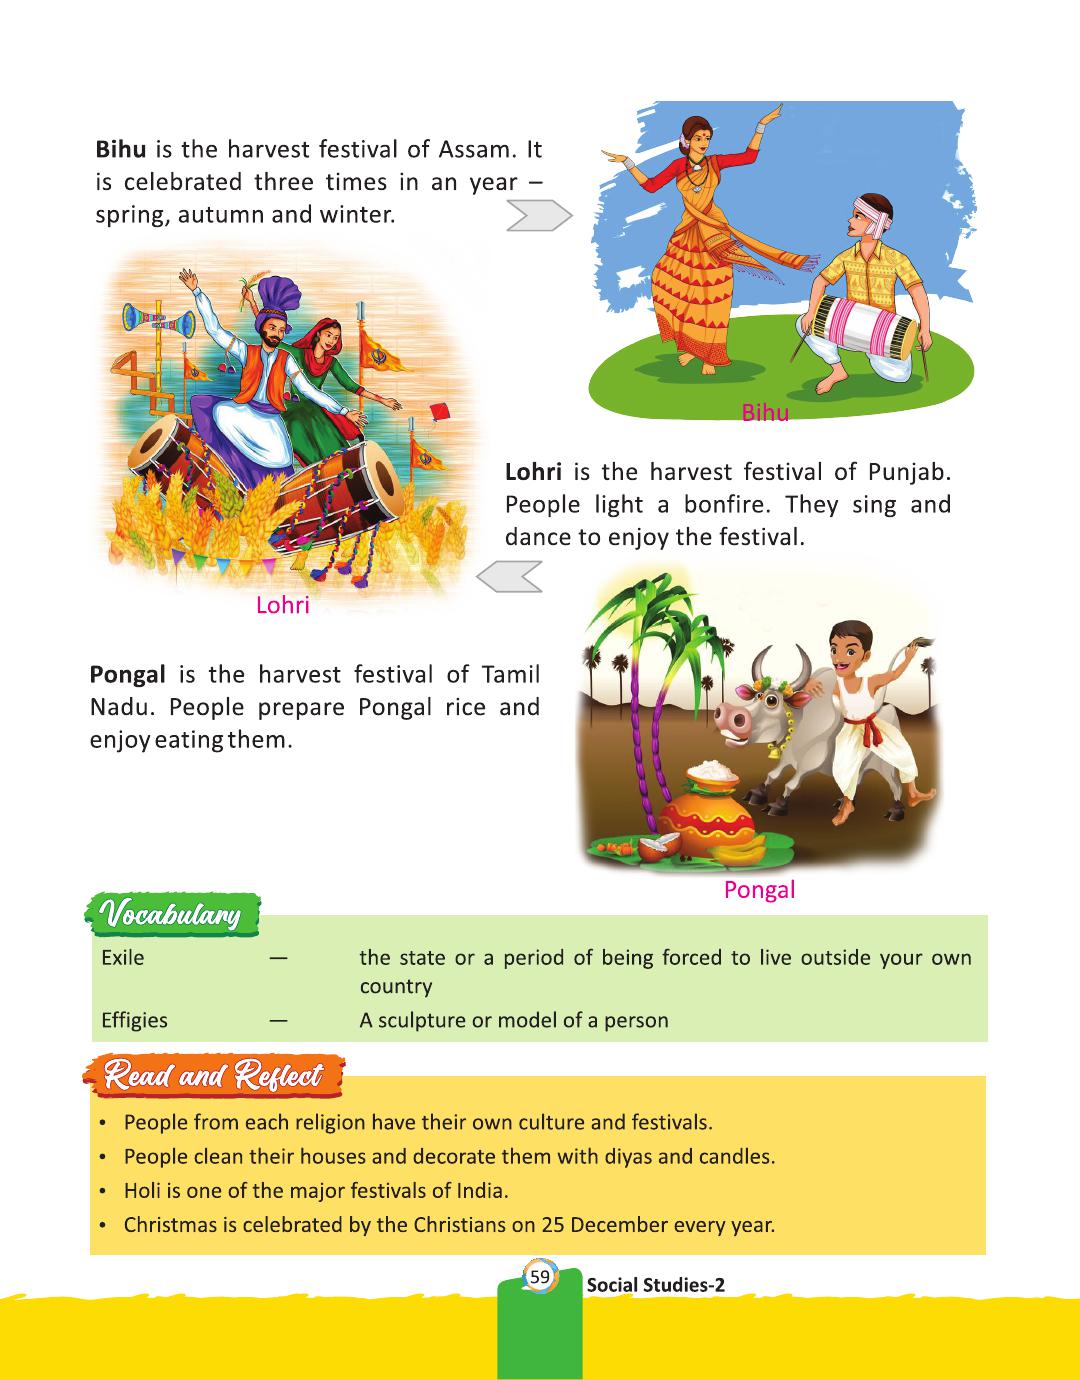 Bihu is the harvest festival of Assam. It
is celebrated three times in an year –
spring, autumn and winter.
Bihu
Lohri is the harvest festival of Punjab.
People light a bonfire. They sing and
dance to enjoy the festival.
Lohri
Pongal is the harvest festival of Tamil
Nadu. People prepare Pongal rice and
enjoy eating them.
Pongal
Vocabulary
Exile — the state or a period of being forced to live outside your own
country
Effigies — A sculpture or model of a person
Read and Reflect
• People from each religion have their own culture and festivals.
• People clean their houses and decorate them with diyas and candles.
• Holi is one of the major festivals of India.
• Christmas is celebrated by the Christians on 25 December every year.
59
Social Studies-2